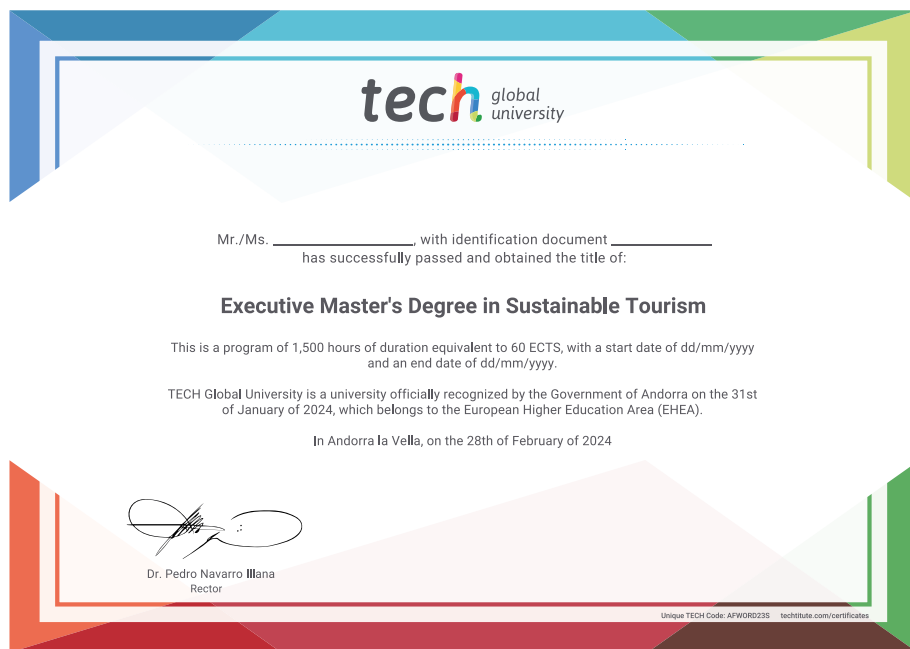 tech global
university
Mr./Ms. ____________, with identification document ____________
has successfully passed and obtained the title of:
Executive Master's Degree in Sustainable Tourism
This is a program of 1,500 hours of duration equivalent to 60 ECTS, with a start date of dd/mm/yyyy
and an end date of dd/mm/yyyy.
TECH Global University is a university officially recognized by the Government of Andorra on the 31st
of January of 2024, which belongs to the European Higher Education Area (EHEA).
In Andorra la Vella, on the 28th of February of 2024
Dr. Pedro Navarro Illana
Rector
Unique TECH Code: AFWORD23S techtitute.com/certificates